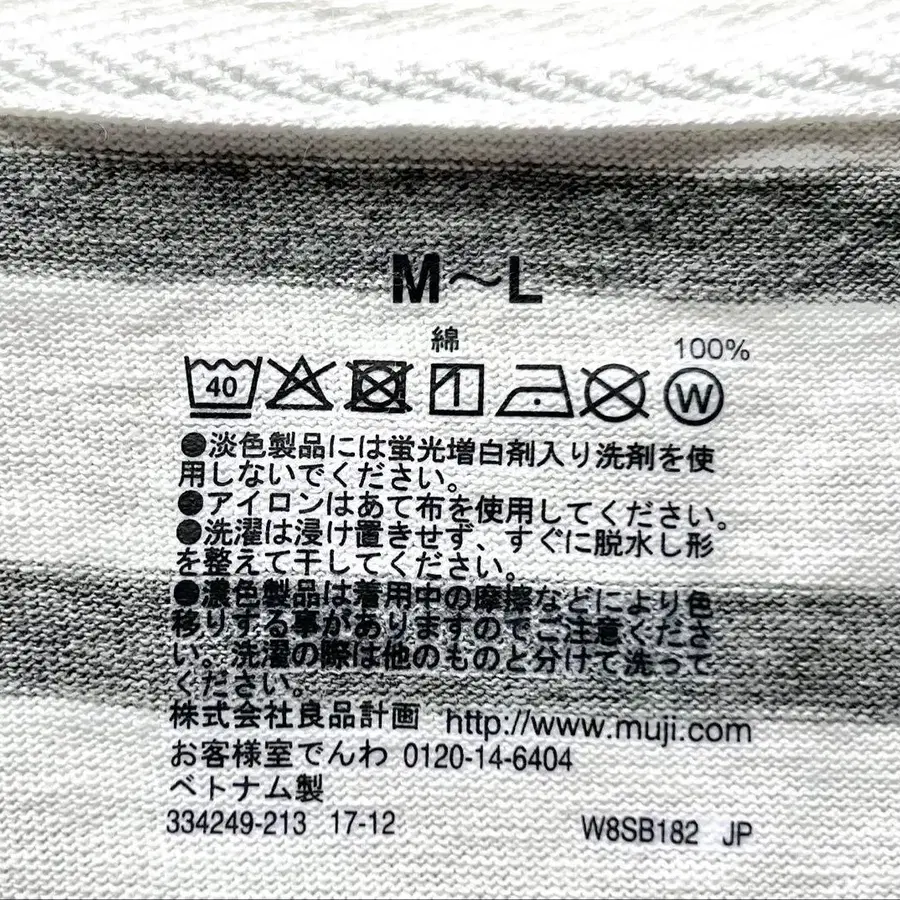 M～L
綿
100%
40 W
●淡色製品には蛍光増白剤入り洗剤を使
用しないでください。
●アイロンはあて布を使用してください。
●洗濯は浸け置きせず、すぐに脱水し形
を整えて干してください。
●濃色製品は着用中の摩擦などにより色
移りする事がありますのでご注意くださ
い。洗濯の際は他のものと分けて洗って
ください。
株式会社良品計画 http://www.muji.com
お客様室でんわ 0120-14-6404
ベトナム製
334249-213 17-12 W8SB182 JP